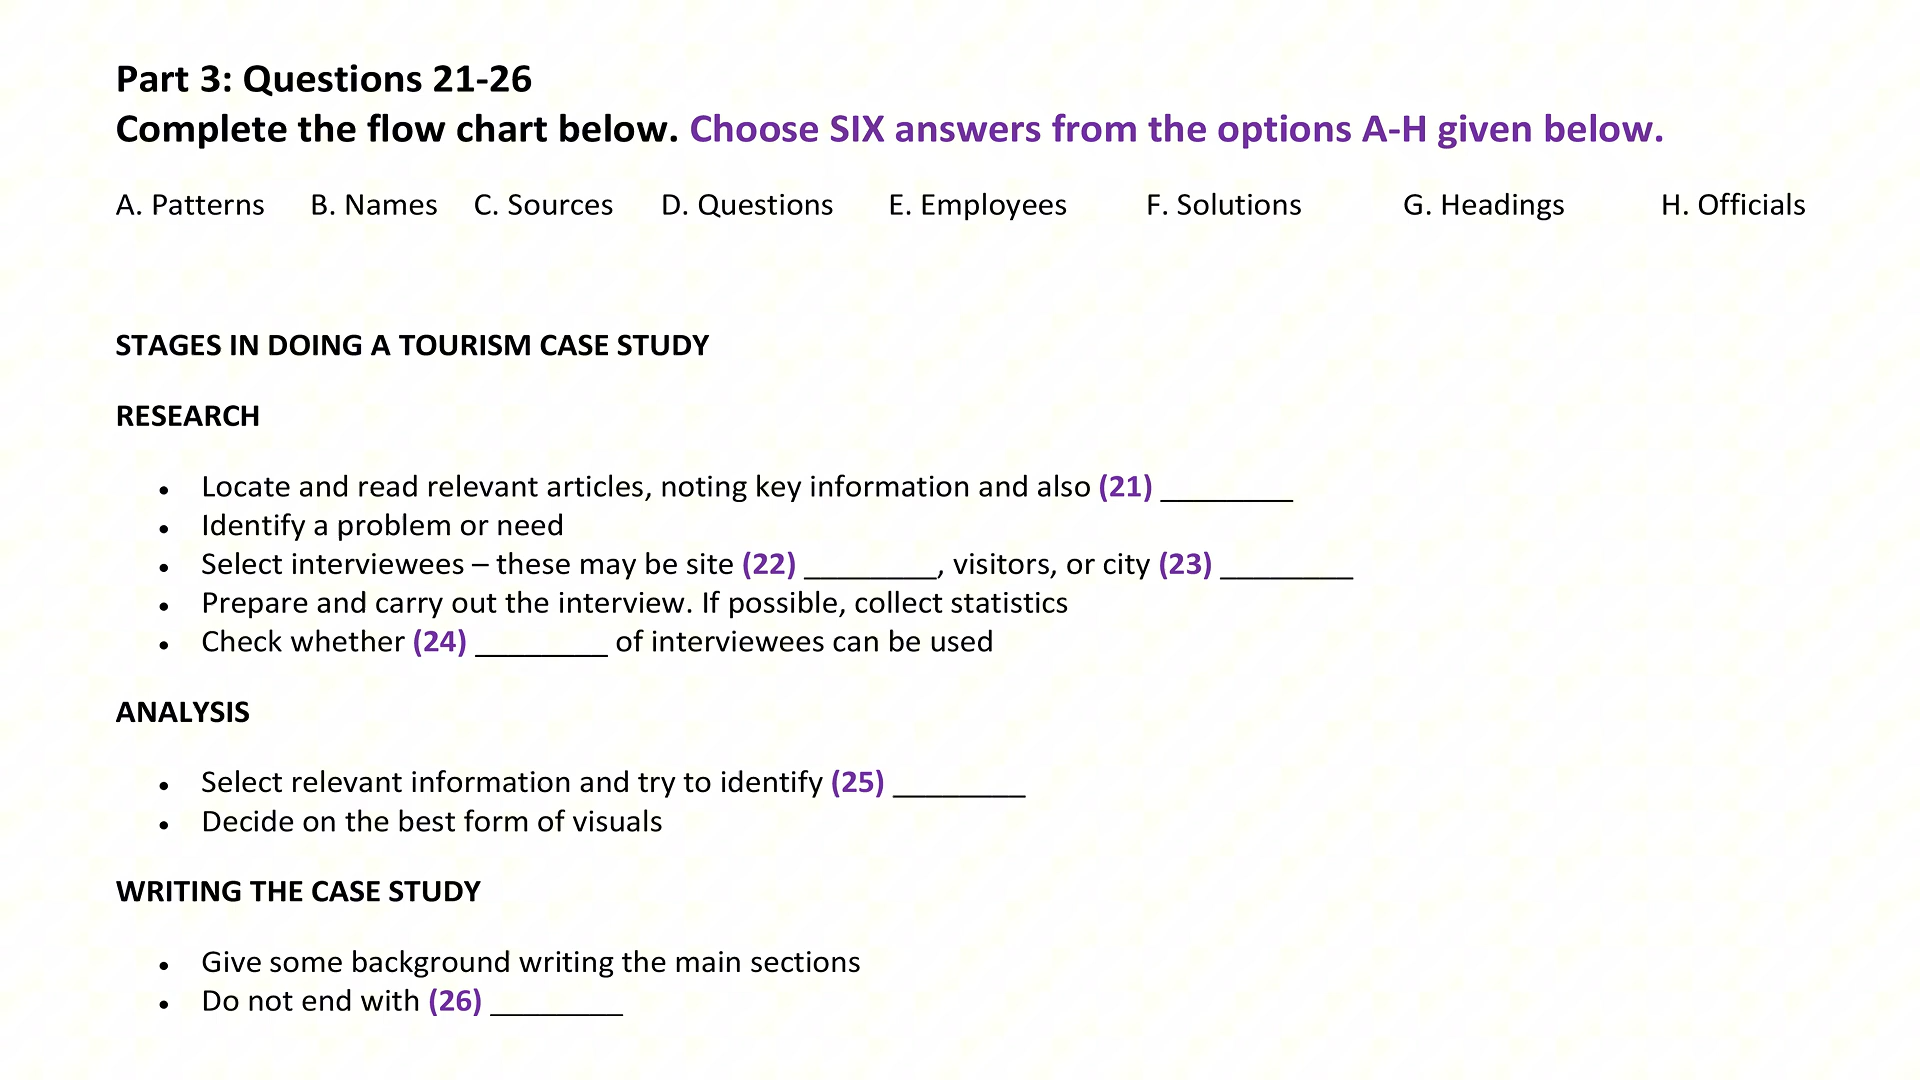 Part 3: Questions 21-26
Complete the flow chart below. Choose SIX answers from the options A-H given below.
A. Patterns B. Names C. Sources D. Questions E. Employees F. Solutions G. Headings H. Officials
STAGES IN DOING A TOURISM CASE STUDY
RESEARCH
• Locate and read relevant articles, noting key information and also (21) ________
• Identify a problem or need
• Select interviewees – these may be site (22) ________, visitors, or city (23) ________
• Prepare and carry out the interview. If possible, collect statistics
• Check whether (24) ________ of interviewees can be used
ANALYSIS
• Select relevant information and try to identify (25) ________
• Decide on the best form of visuals
WRITING THE CASE STUDY
• Give some background writing the main sections
• Do not end with (26) ________